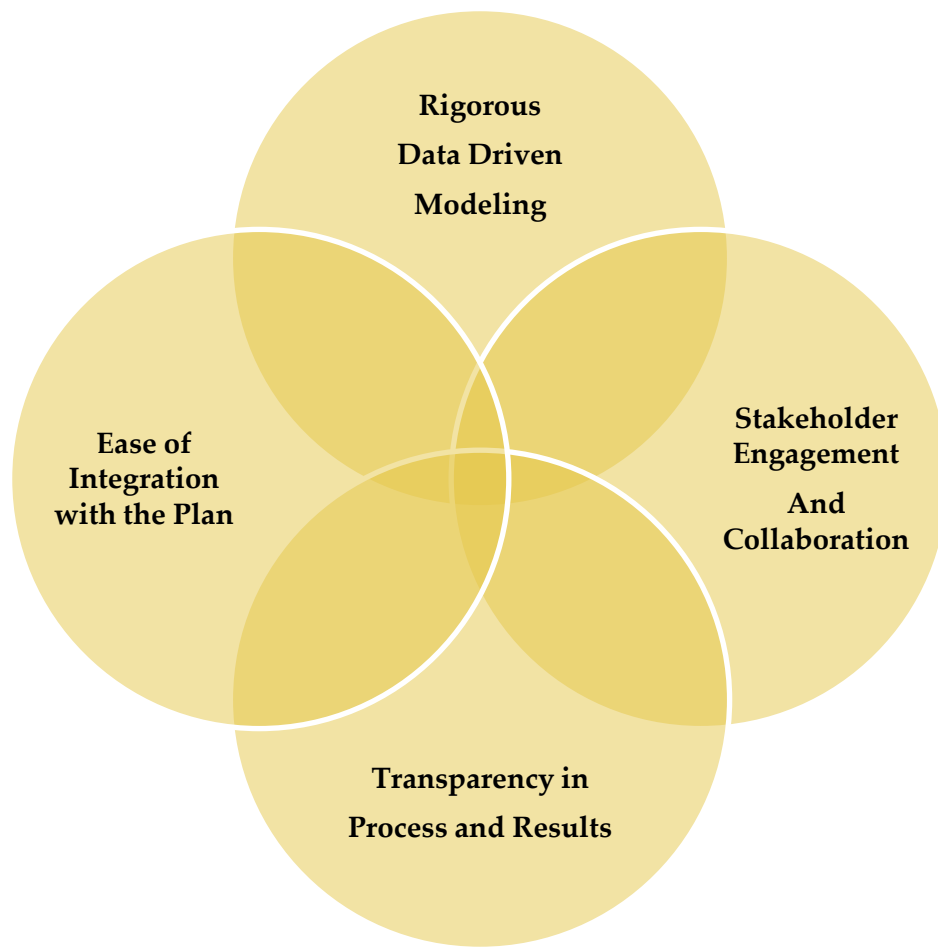 Rigorous
Data Driven
Modeling
Ease of
Integration
with the Plan
Stakeholder
Engagement
And
Collaboration
Transparency in
Process and Results